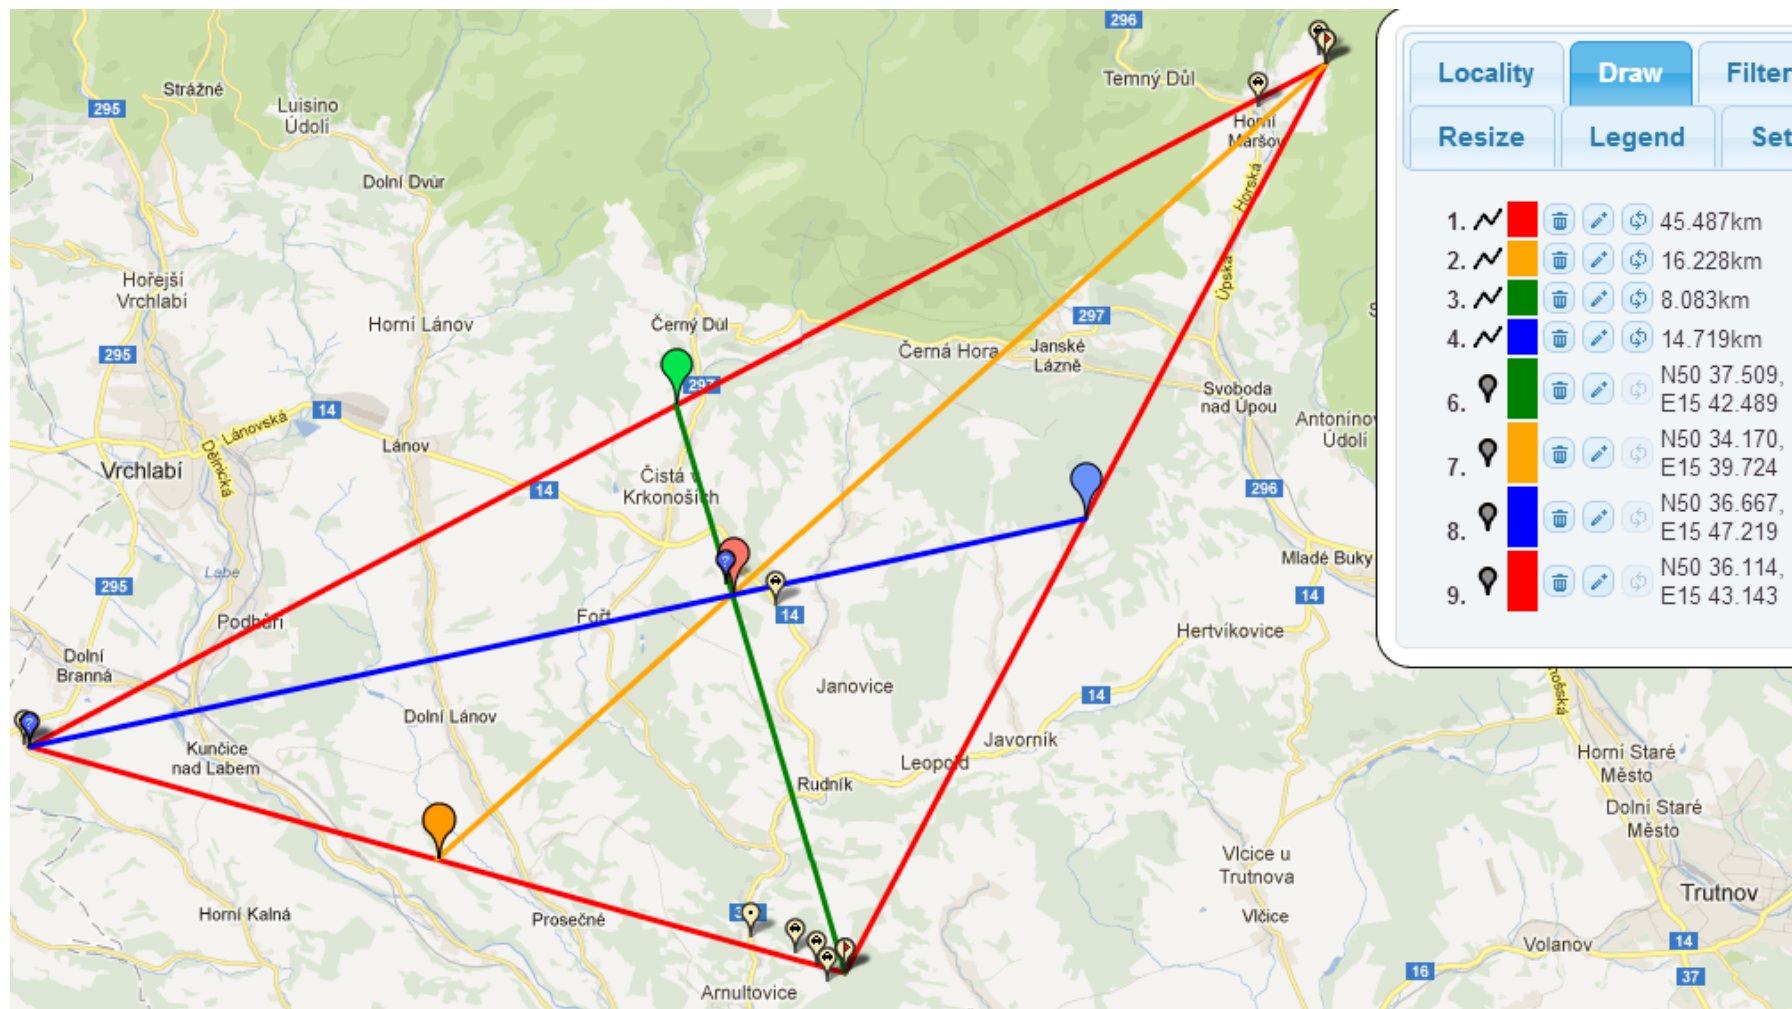 296
Temný Důl
Strážné
295
Luisino
Údolí
Horní
Maršov
Dolní Dvůr
Horská
Úpská
Hořejší
Vrchlabí
Horní Lánov
Černý Důl
297
295
Černá Hora
Janské
Lázně
297
Svoboda
nad Úpou
14
Lánovská
Antonínov
Údolí
Lánov
Vrchlabí
Dělnická
Čistá v
Krkonoších
14
296
Labe
Mladé Buky
295
Podhůří
Fořt
14
14
Hertvíkovice
Dolní
Branná
Janovice
14
Dolní Lánov
Kunčice
nad Labem
Javorník
Leopold
Rudník
Horní Staré
Město
Dolní Staré
Město
Vlčice u
Trutnova
Trutnov
Horní Kalná
Prosečné
Vlčice
Volanov
14
16
37
Arnultovice
Locality
Draw
Filter
Resize
Legend
Set
1. 45.487km
2. 16.228km
3. 8.083km
4. 14.719km
6. N50 37.509,
E15 42.489
7. N50 34.170,
E15 39.724
8. N50 36.667,
E15 47.219
9. N50 36.114,
E15 43.143